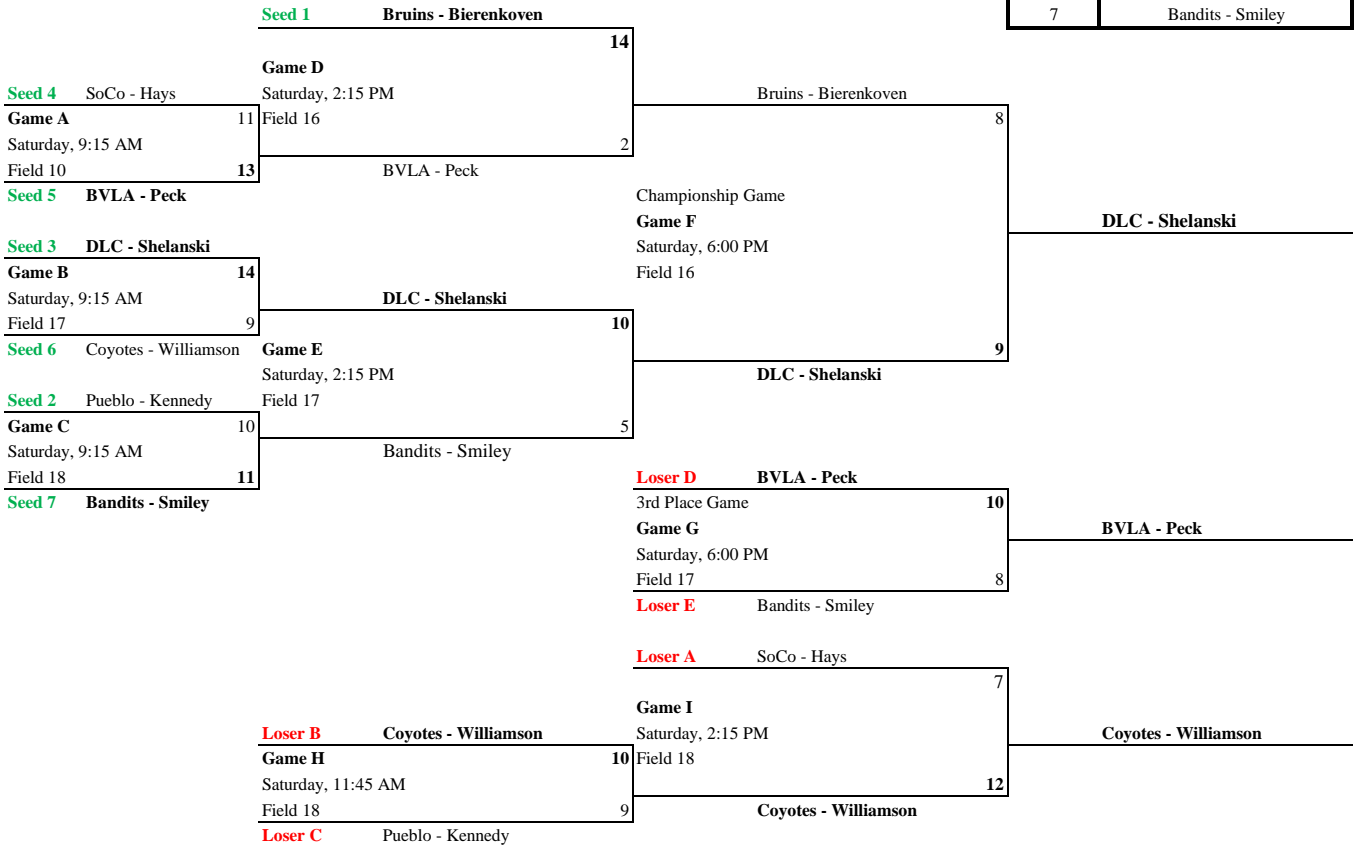 Seed 1 Bruins - Bierenkoven
7 Bandits - Smiley
14
Game D
Seed 4 SoCo - Hays Saturday, 2:15 PM Bruins - Bierenkoven
Game A 11 Field 16 8
Saturday, 9:15 AM 2
Field 10 13 BVLA - Peck
Seed 5 BVLA - Peck Championship Game
Game F DLC - Shelanski
Seed 3 DLC - Shelanski Saturday, 6:00 PM
Game B 14 Field 16
Saturday, 9:15 AM DLC - Shelanski
Field 17 9 10
Seed 6 Coyotes - Williamson Game E 9
Saturday, 2:15 PM DLC - Shelanski
Seed 2 Pueblo - Kennedy Field 17
Game C 10 5
Saturday, 9:15 AM Bandits - Smiley
Field 18 11 Loser D BVLA - Peck
Seed 7 Bandits - Smiley 3rd Place Game 10
Game G BVLA - Peck
Saturday, 6:00 PM
Field 17 8
Loser E Bandits - Smiley
Loser A SoCo - Hays
7
Game I
Loser B Coyotes - Williamson Saturday, 2:15 PM Coyotes - Williamson
Game H 10 Field 18
Saturday, 11:45 AM 12
Field 18 9 Coyotes - Williamson
Loser C Pueblo - Kennedy